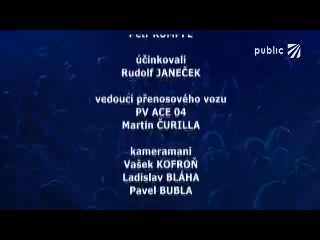 public
účinkovali
Rudolf JANEČEK
vedoucí přenosového vozu
PV ACE 04
Martin ČURILLA
kameramani
Vašek KOFROŇ
Ladislav BLÁHA
Pavel BUBLA